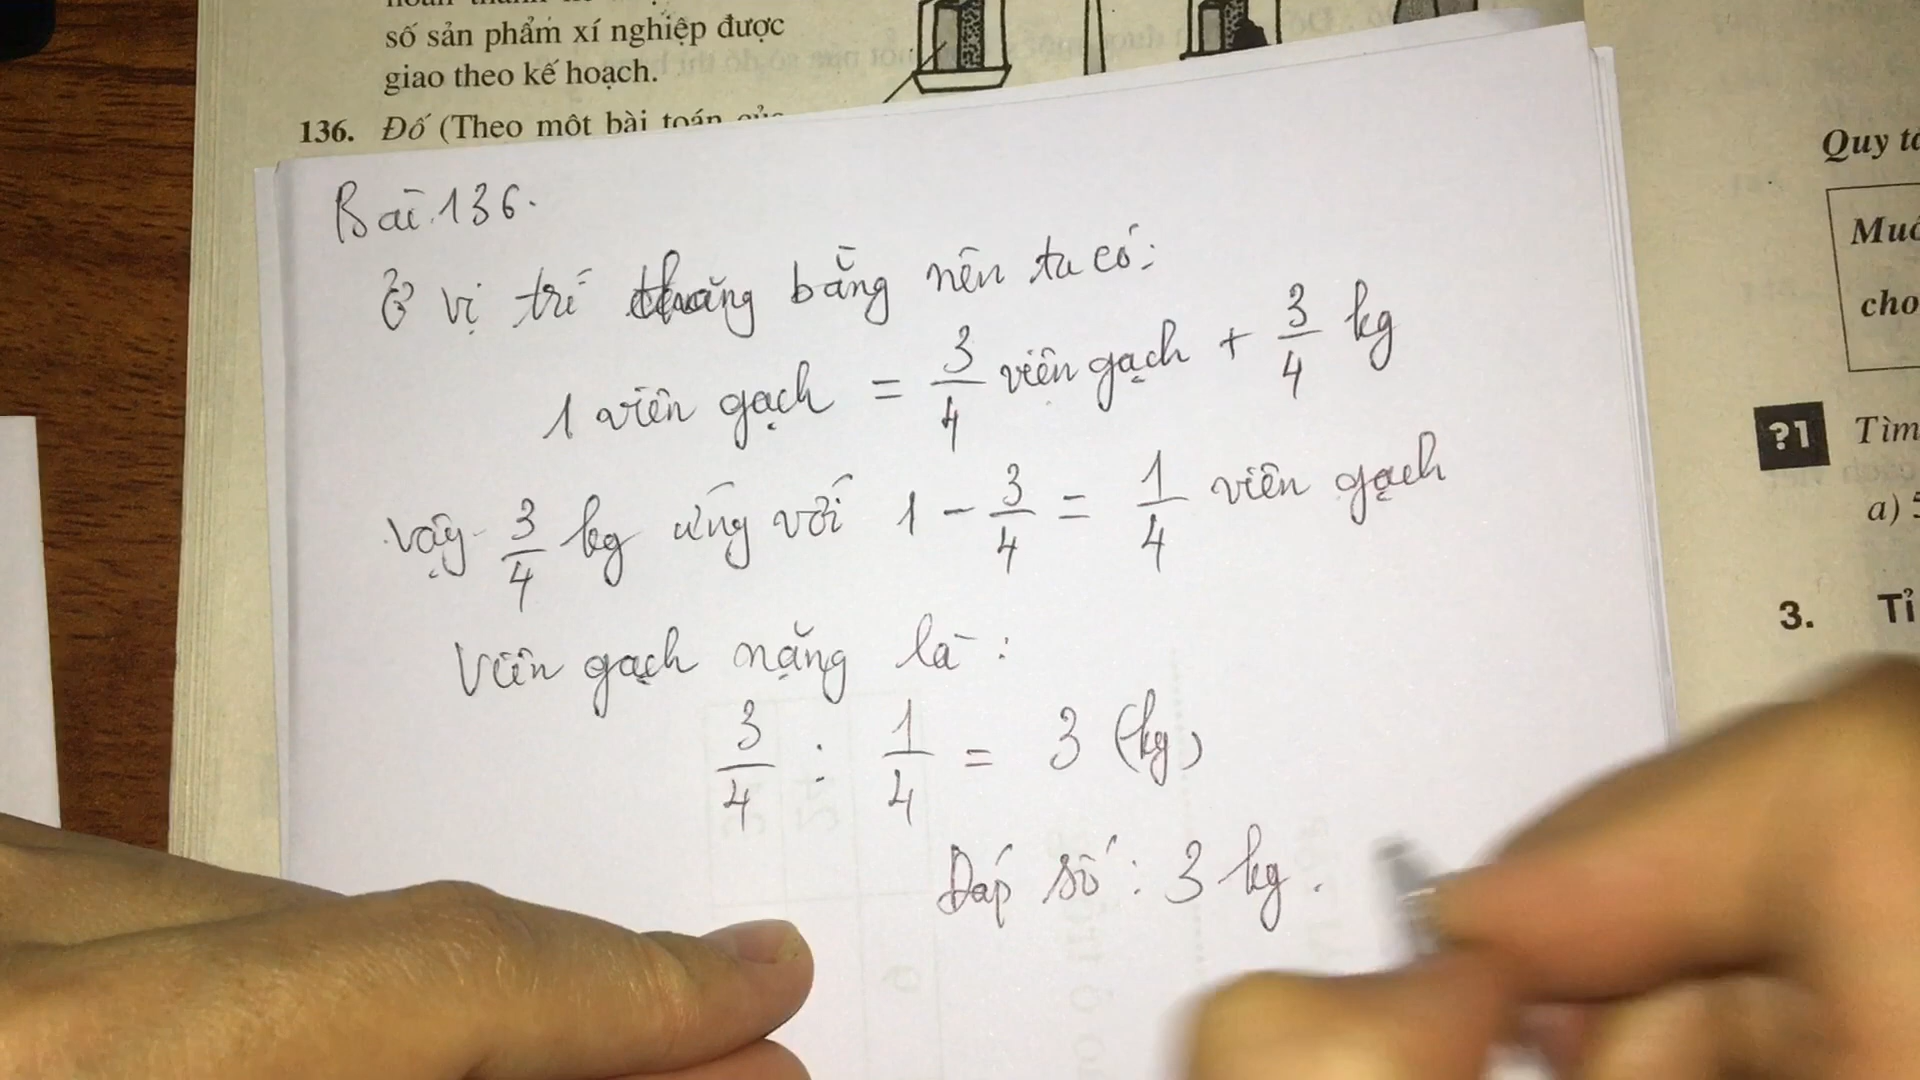 số sản phẩm xí nghiệp được
giao theo kế hoạch.
136. Đố (Theo một bài toán của
Bài 136.
Ở vị trí thăng bằng nên ta có:
1 viên gạch = 3/4 viên gạch + 3/4 kg
Vậy 3/4 kg ứng với 1 - 3/4 = 1/4 viên gạch
Viên gạch nặng là:
3/4 : 1/4 = 3 (kg)
Đáp số: 3 kg.
Quy
cho
?1 Tìm
a) 5
3. Tỉ